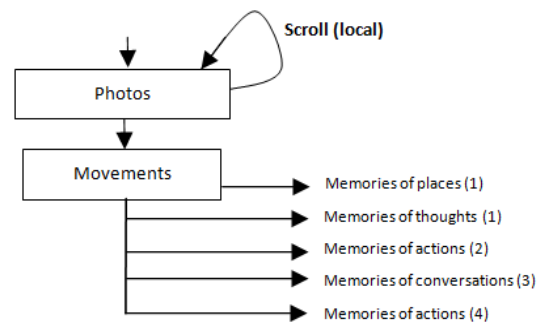 Scroll (local)
Photos
Movements
Memories of places (1)
Memories of thoughts (1)
Memories of actions (2)
Memories of conversations (3)
Memories of actions (4)